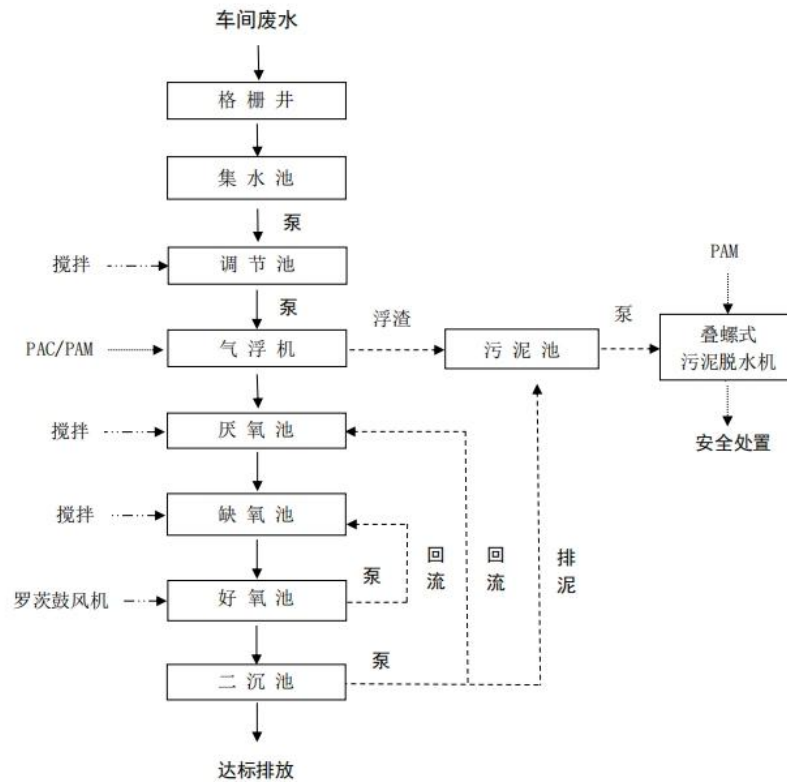 车间废水
格栅井
集水池
泵
搅拌
调节池
泵
PAC/PAM
气浮机
浮渣
污泥池
泵
PAM
叠螺式
污泥脱水机
安全处置
搅拌
厌氧池
搅拌
缺氧池
罗茨鼓风机
好氧池
泵
回流
回流
排泥
二沉池
泵
达标排放